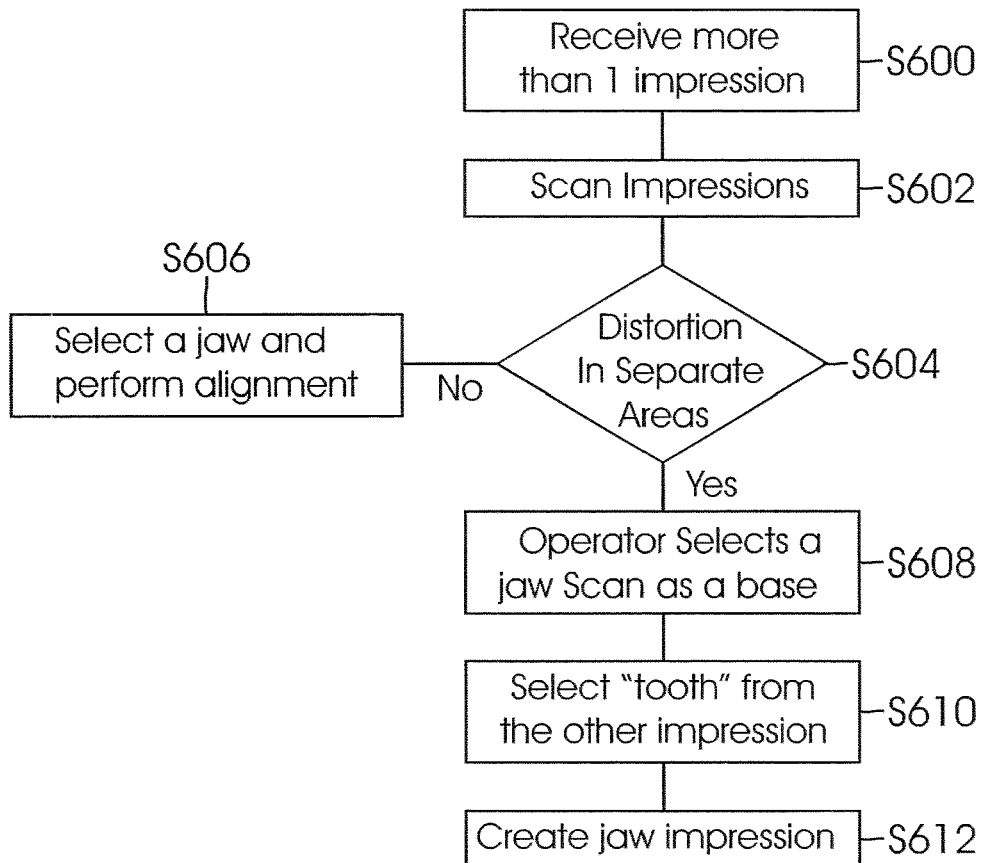 Receive more
than 1 impression
S600
Scan Impressions
S602
Distortion
In Separate
Areas
S604
No
S606
Select a jaw and
perform alignment
Yes
Operator Selects a
jaw Scan as a base
S608
Select “tooth” from
the other impression
S610
Create jaw impression
S612